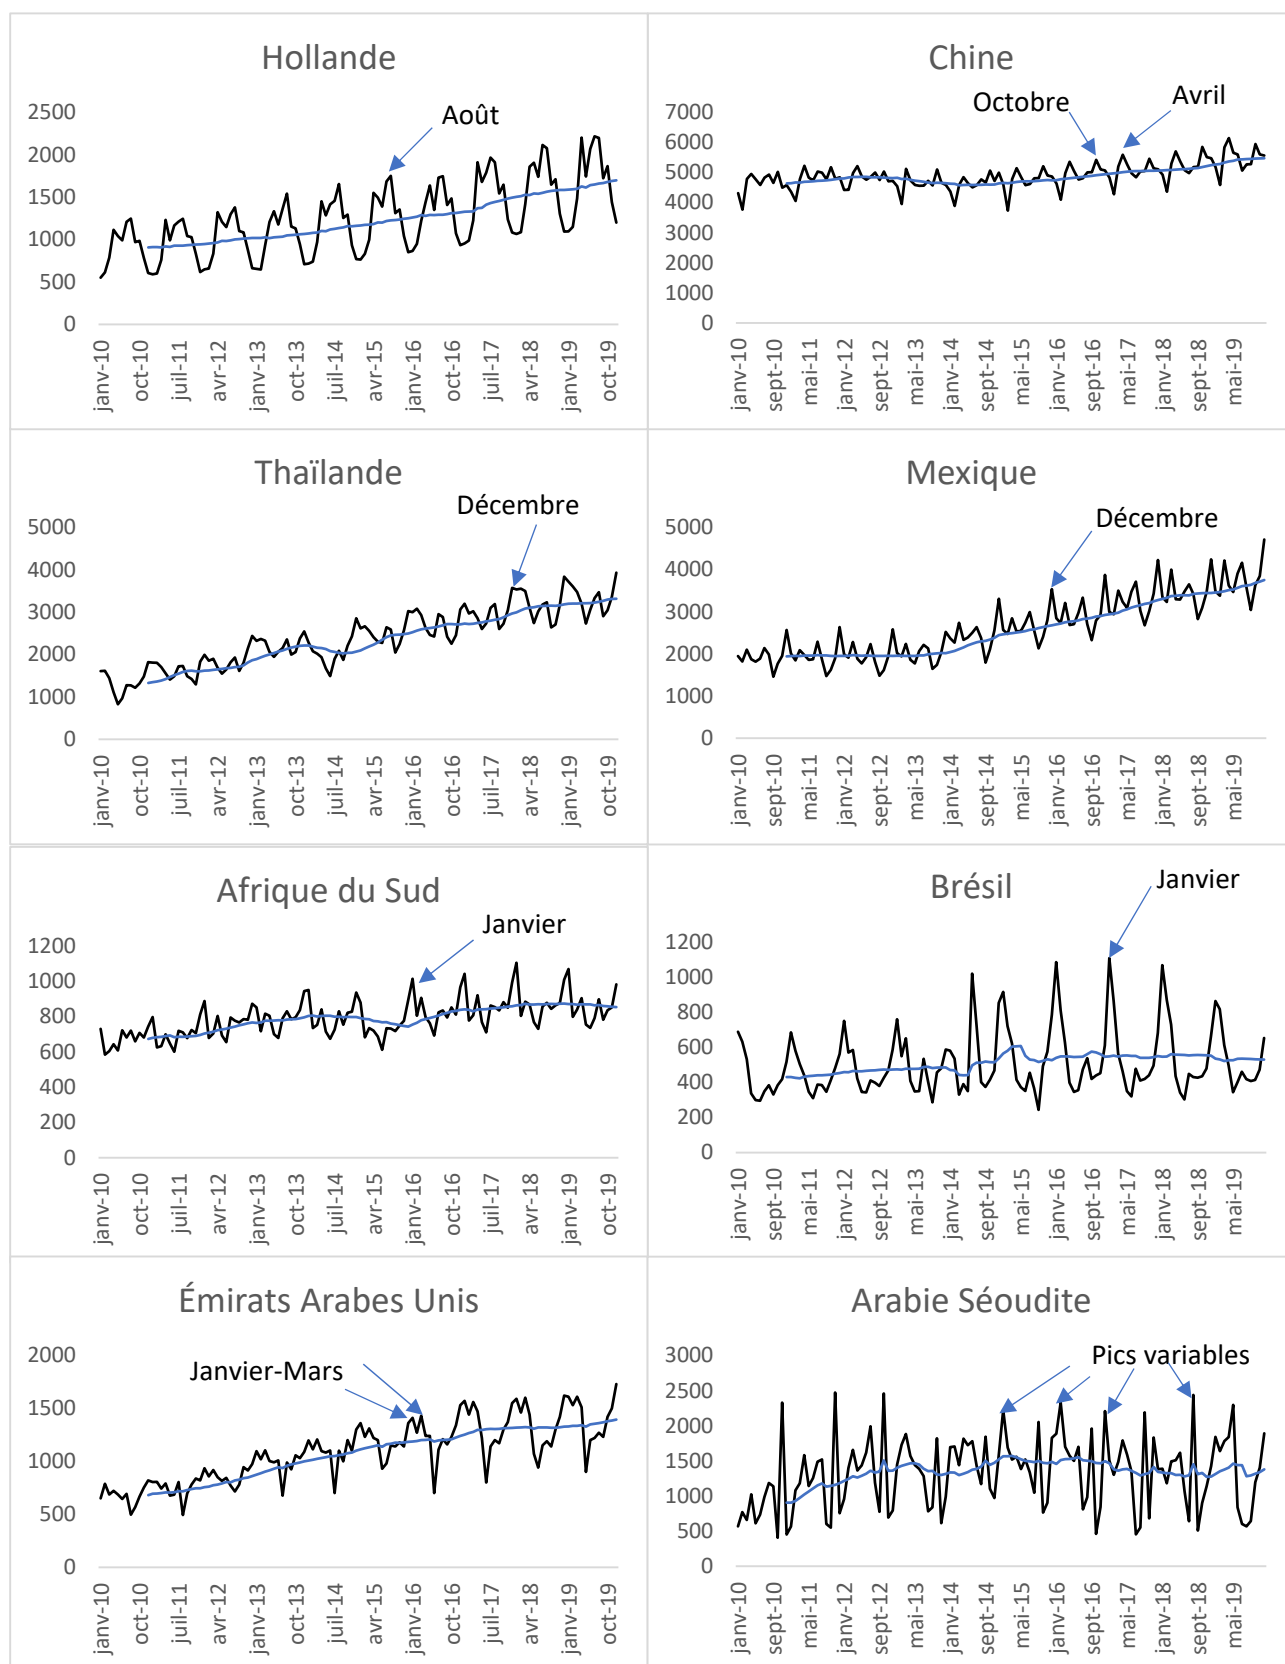 Hollande
Août
2500
2000
1500
1000
500
0
janv-10
oct-10
juil-11
avr-12
janv-13
oct-13
juil-14
avr-15
janv-16
oct-16
juil-17
avr-18
janv-19
oct-19
Chine
Octobre
Avril
7000
6000
5000
4000
3000
2000
1000
0
janv-10
sept-10
mai-11
janv-12
sept-12
mai-13
janv-14
sept-14
mai-15
janv-16
sept-16
mai-17
janv-18
sept-18
mai-19
Thaïlande
Décembre
5000
4000
3000
2000
1000
0
janv-10
oct-10
juil-11
avr-12
janv-13
oct-13
juil-14
avr-15
janv-16
oct-16
juil-17
avr-18
janv-19
oct-19
Mexique
Décembre
5000
4000
3000
2000
1000
0
janv-10
sept-10
mai-11
janv-12
sept-12
mai-13
janv-14
sept-14
mai-15
janv-16
sept-16
mai-17
janv-18
sept-18
mai-19
Afrique du Sud
Janvier
1200
1000
800
600
400
200
0
janv-10
oct-10
juil-11
avr-12
janv-13
oct-13
juil-14
avr-15
janv-16
oct-16
juil-17
avr-18
janv-19
oct-19
Brésil
Janvier
1200
1000
800
600
400
200
0
janv-10
sept-10
mai-11
janv-12
sept-12
mai-13
janv-14
sept-14
mai-15
janv-16
sept-16
mai-17
janv-18
sept-18
mai-19
Émirats Arabes Unis
Janvier-Mars
2000
1500
1000
500
0
janv-10
oct-10
juil-11
avr-12
janv-13
oct-13
juil-14
avr-15
janv-16
oct-16
juil-17
avr-18
janv-19
oct-19
Arabie Séoudite
Pics variables
3000
2500
2000
1500
1000
500
0
janv-10
sept-10
mai-11
janv-12
sept-12
mai-13
janv-14
sept-14
mai-15
janv-16
sept-16
mai-17
janv-18
sept-18
mai-19